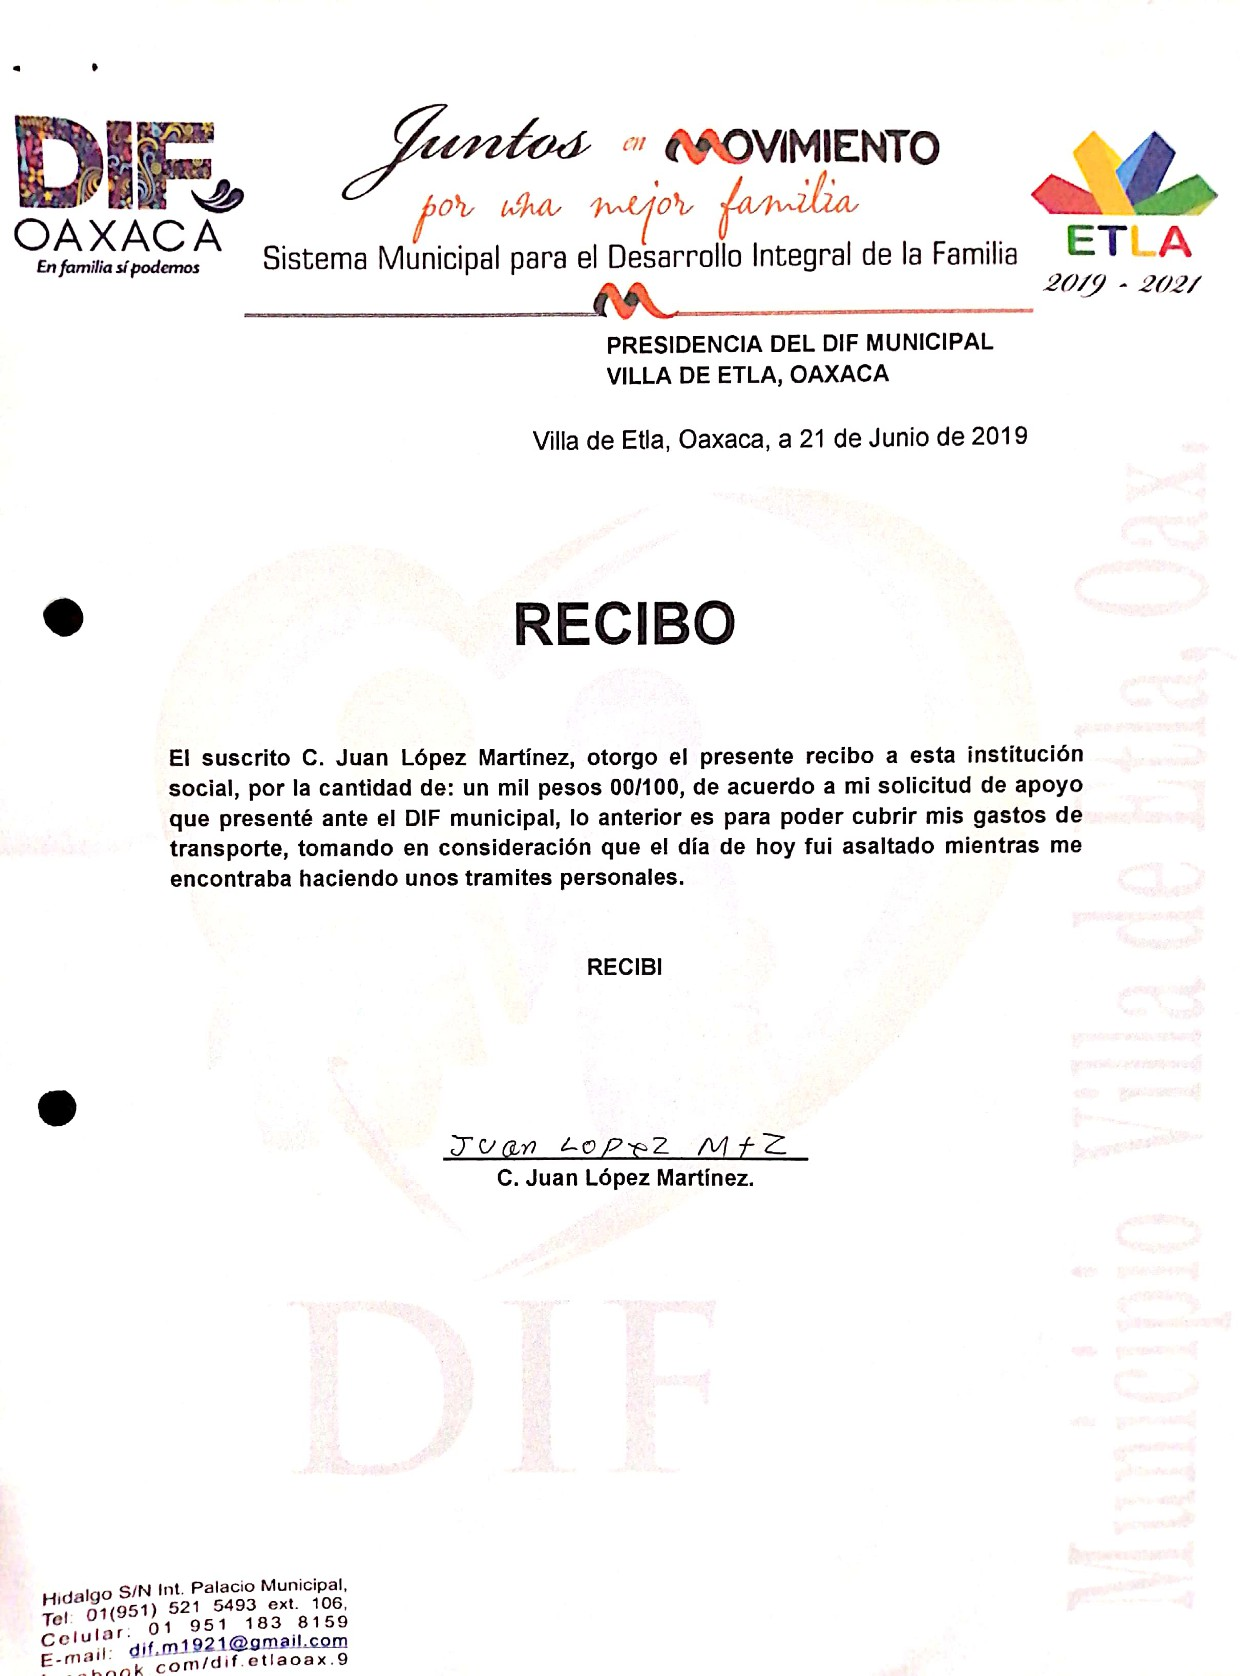 DIF
OAXACA
En familia sí podemos
Juntos en MOVIMIENTO
por una mejor familia
Sistema Municipal para el Desarrollo Integral de la Familia
ETLA
2019 - 2021
PRESIDENCIA DEL DIF MUNICIPAL
VILLA DE ETLA, OAXACA
Villa de Etla, Oaxaca, a 21 de Junio de 2019
RECIBO
El suscrito C. Juan López Martínez, otorgo el presente recibo a esta institución
social, por la cantidad de: un mil pesos 00/100, de acuerdo a mi solicitud de apoyo
que presenté ante el DIF municipal, lo anterior es para poder cubrir mis gastos de
transporte, tomando en consideración que el día de hoy fui asaltado mientras me
encontraba haciendo unos tramites personales.
RECIBI
Juan Lopez Mtz
C. Juan López Martínez.
DIF
Municipio Villa de Etla, Oax.
Hidalgo S/N Int. Palacio Municipal,
Tel: 01(951) 521 5493 ext. 106,
Celular: 01 951 183 8159
E-mail: dif.m1921@gmail.com
com/dif.etlaoax.9